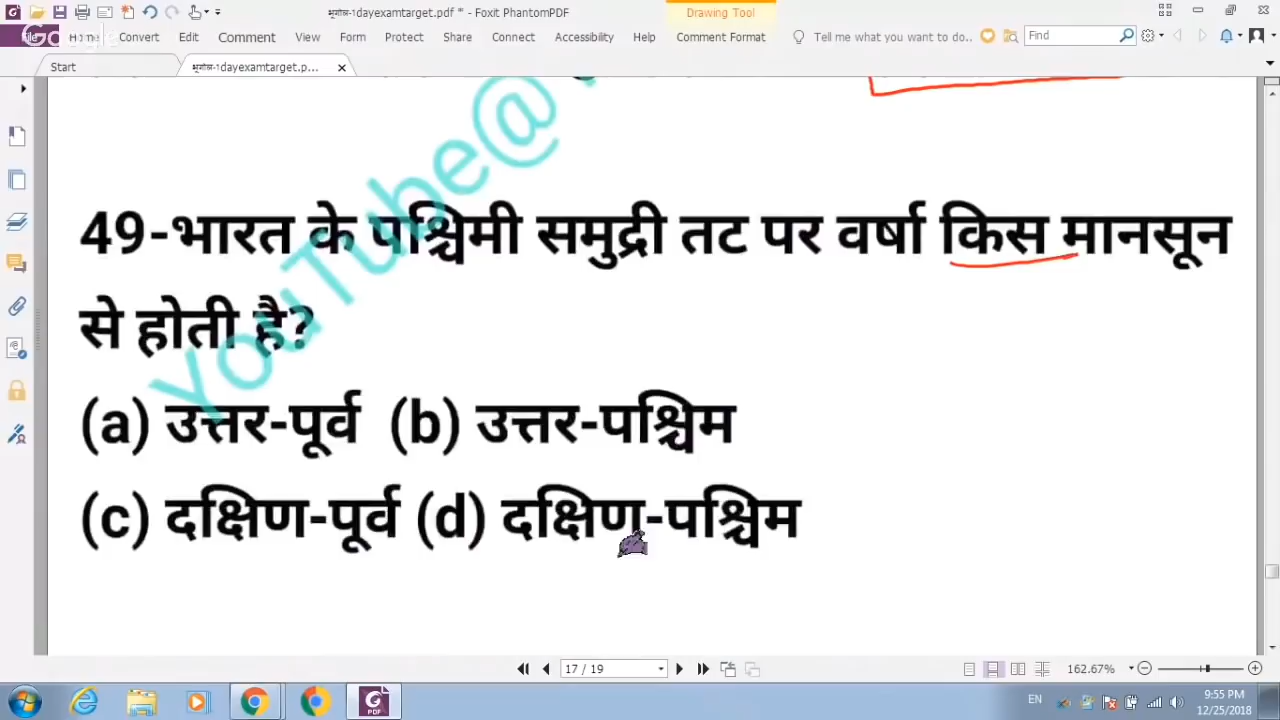 भूगोल-1dayexamtarget.pdf * - Foxit PhantomPDF
Drawing Tool
Google
Home Convert Edit Comment View Form Protect Share Connect Accessibility Help Comment Format Tell me what you want to do.. Find
Start भूगोल-1dayexamtarget.p...
YouTube@
49-भारत के पश्चिमी समुद्री तट पर वर्षा किस मानसून
से होती है?
(a) उत्तर-पूर्व (b) उत्तर-पश्चिम
(c) दक्षिण-पूर्व (d) दक्षिण-पश्चिम
17 / 19 162.67%
EN 9:55 PM
12/25/2018